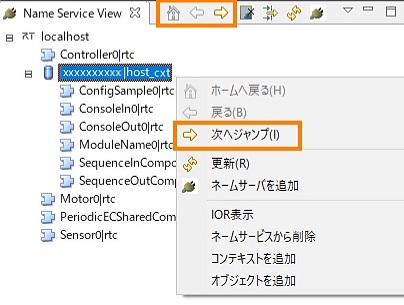 Name Service View
localhost
Controller0|rtc
xxxxxxxxxx|host_cxt
ConfigSample0|rtc
ConsoleIn0|rtc
ConsoleOut0|rtc
ModuleName0|rtc
SequenceInCompo
SequenceOutCom
Motor0|rtc
PeriodicECSharedCom
Sensor0|rtc
ホームへ戻る(H)
戻る(B)
次へジャンプ(I)
更新(R)
ネームサーバを追加
IOR表示
ネームサービスから削除
コンテキストを追加
オブジェクトを追加